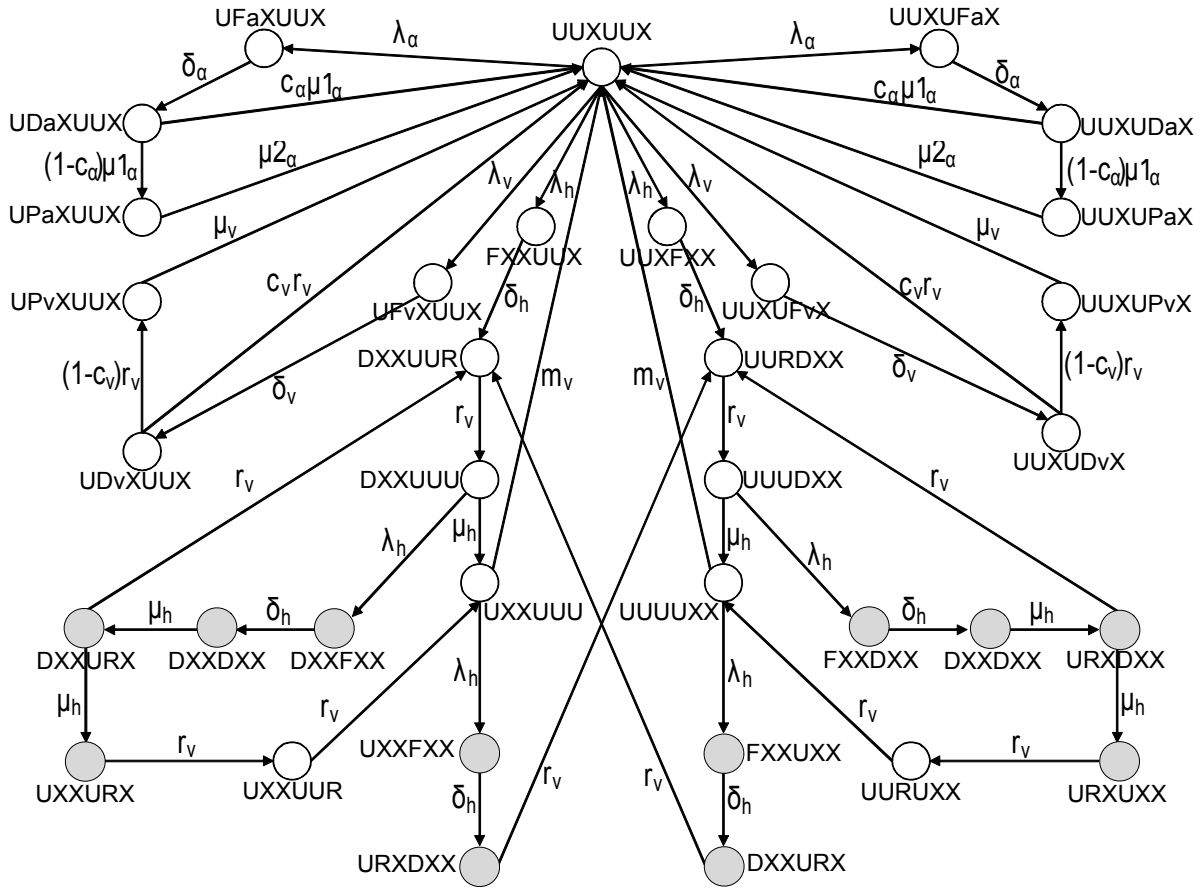 UFaXUUX
UUXUUX
UUXUFaX
λα
λα
δα
δα
cαμ1α
cαμ1α
UDaXUUX
UUXUDaX
(1-cα)μ1α
μ2α
μ2α
(1-cα)μ1α
λv
λh
λh
λv
UPaXUUX
UUXUPaX
μv
μv
FXXUUX
UUXFXX
cvrv
cvrv
UPvXUUX
UFvXUUX
UUXUFvX
UUXUPvX
δh
δh
DXXUUR
UURDXX
(1-cv)rv
δv
mv
mv
δv
(1-cv)rv
rv
rv
UDvXUUX
UUXUDvX
rv
DXXUUU
UUUDXX
rv
λh
μh
μh
λh
UXXUUU
UUUUXX
μh
δh
δh
μh
DXXURX
DXXDXX
DXXFXX
FXXDXX
DXXDXX
URXDXX
μh
λh
λh
μh
rv
rv
rv
UXXFXX
FXXUXX
rv
UXXURX
UXXUUR
rv
rv
UURUXX
URXUXX
δh
δh
URXDXX
DXXURX